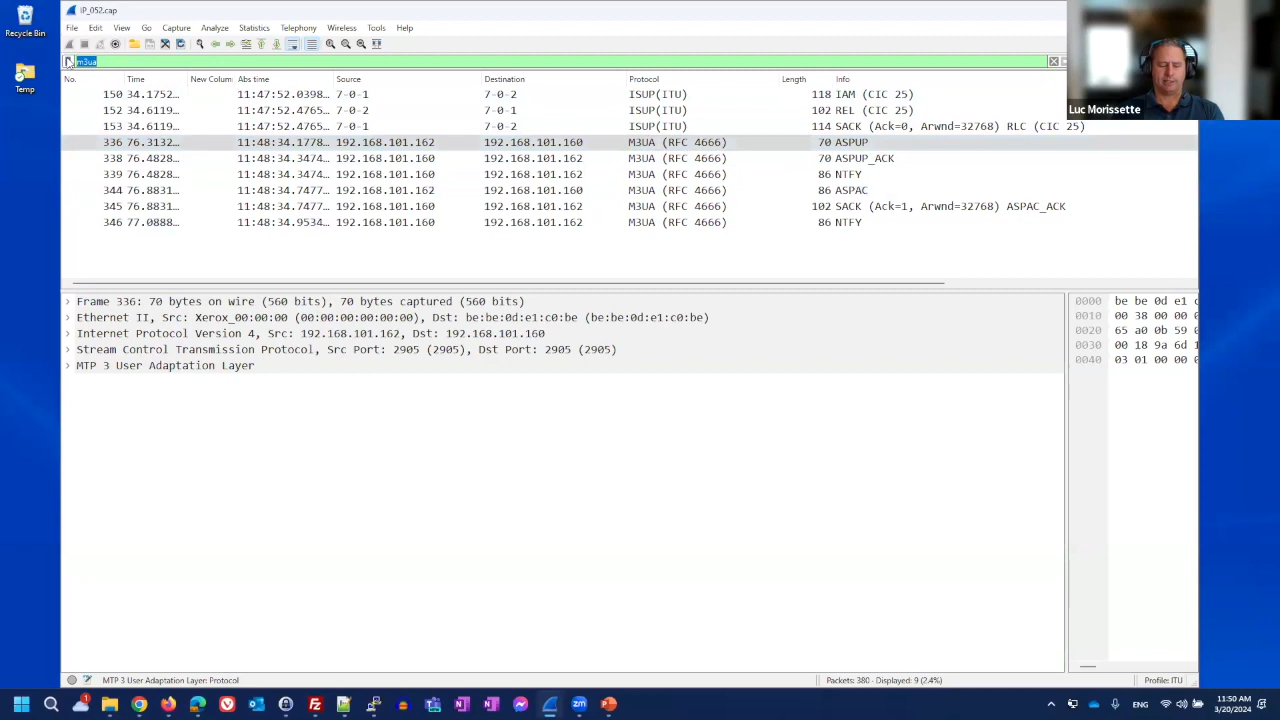 Recycle Bin
Temp
iP_052.cap
File Edit View Go Capture Analyze Statistics Telephony Wireless Tools Help
m3ua
No. Time New Colum Abs time Source Destination Protocol Length Info
150 34.1752… 11:47:52.0398… 7-0-1 7-0-2 ISUP(ITU) 118 IAM (CIC 25)
152 34.6119… 11:47:52.4765… 7-0-2 7-0-1 ISUP(ITU) 102 REL (CIC 25)
153 34.6119… 11:47:52.4765… 7-0-1 7-0-2 ISUP(ITU) 114 SACK (Ack=0, Arwnd=32768) RLC (CIC 25)
336 76.3132… 11:48:34.1778… 192.168.101.162 192.168.101.160 M3UA (RFC 4666) 70 ASPUP
338 76.4828… 11:48:34.3474… 192.168.101.160 192.168.101.162 M3UA (RFC 4666) 70 ASPUP_ACK
339 76.4828… 11:48:34.3474… 192.168.101.160 192.168.101.162 M3UA (RFC 4666) 86 NTFY
344 76.8831… 11:48:34.7477… 192.168.101.162 192.168.101.160 M3UA (RFC 4666) 86 ASPAC
345 76.8831… 11:48:34.7477… 192.168.101.160 192.168.101.162 M3UA (RFC 4666) 102 SACK (Ack=1, Arwnd=32768) ASPAC_ACK
346 77.0888… 11:48:34.9534… 192.168.101.160 192.168.101.162 M3UA (RFC 4666) 86 NTFY
Luc Morissette
Frame 336: 70 bytes on wire (560 bits), 70 bytes captured (560 bits)
Ethernet II, Src: Xerox_00:00:00 (00:00:00:00:00:00), Dst: be:be:0d:e1:c0:be (be:be:0d:e1:c0:be)
Internet Protocol Version 4, Src: 192.168.101.162, Dst: 192.168.101.160
Stream Control Transmission Protocol, Src Port: 2905 (2905), Dst Port: 2905 (2905)
MTP 3 User Adaptation Layer
0000 be be 0d e1 c
0010 00 38 00 00 0
0020 65 a0 0b 59 0
0030 00 18 9a 6d 1
0040 03 01 00 00 0
MTP 3 User Adaptation Layer: Protocol
Packets: 380 · Displayed: 9 (2.4%)
Profile: ITU
11:50 AM
3/20/2024